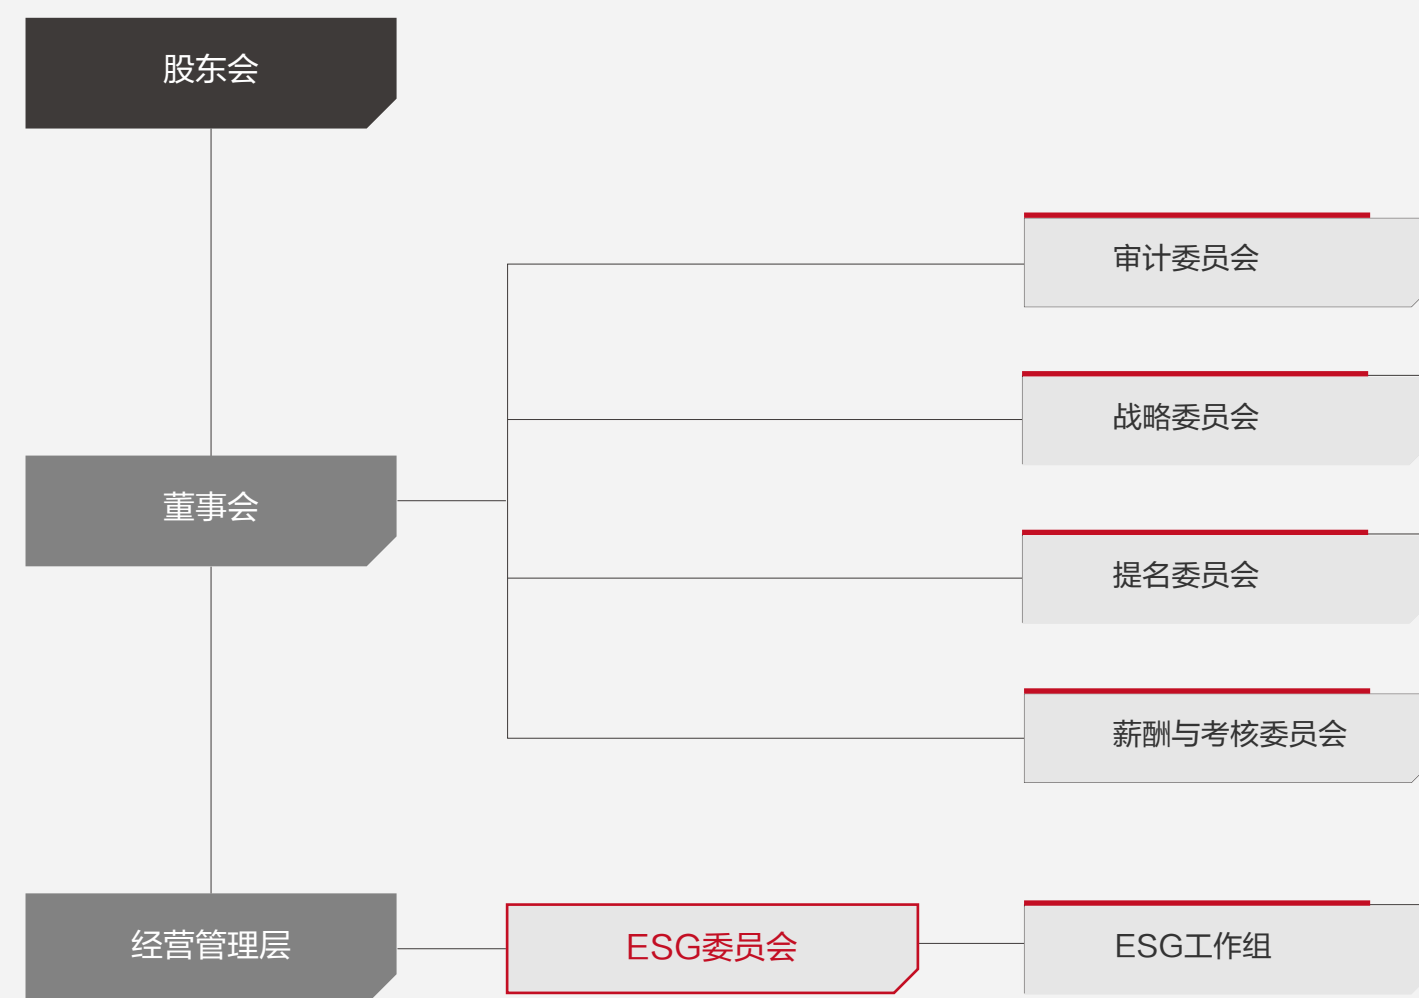 股东会
审计委员会
战略委员会
董事会
提名委员会
薪酬与考核委员会
经营管理层
ESG委员会
ESG工作组